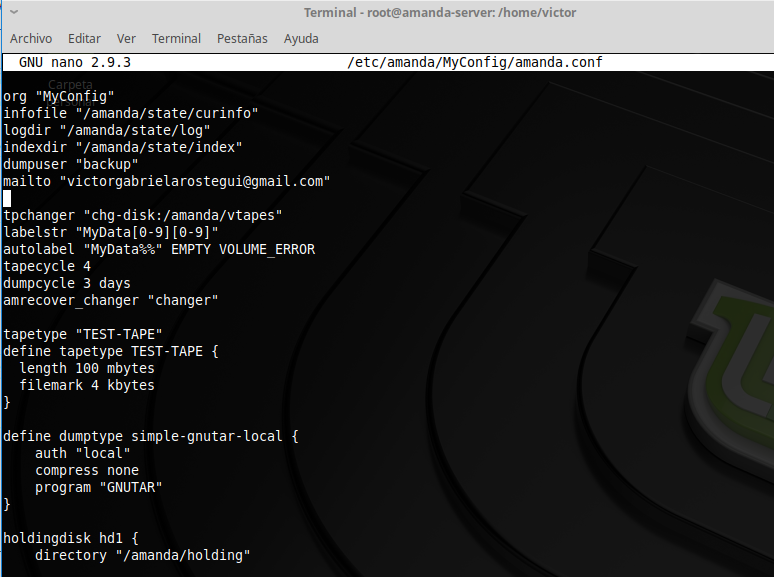 Terminal - root@amanda-server: /home/victor
Archivo Editar Ver Terminal Pestañas Ayuda
GNU nano 2.9.3 /etc/amanda/MyConfig/amanda.conf
Carpeta
Personal
org "MyConfig"
infofile "/amanda/state/curinfo"
logdir "/amanda/state/log"
indexdir "/amanda/state/index"
dumpuser "backup"
mailto "victorgabrielarostegui@gmail.com"
tpchanger "chg-disk:/amanda/vtapes"
labelstr "MyData[0-9][0-9]"
autolabel "MyData%%" EMPTY VOLUME_ERROR
tapecycle 4
dumpcycle 3 days
amrecover_changer "changer"
tapetype "TEST-TAPE"
define tapetype TEST-TAPE {
  length 100 mbytes
  filemark 4 kbytes
}
define dumptype simple-gnutar-local {
    auth "local"
    compress none
    program "GNUTAR"
}
holdingdisk hd1 {
    directory "/amanda/holding"